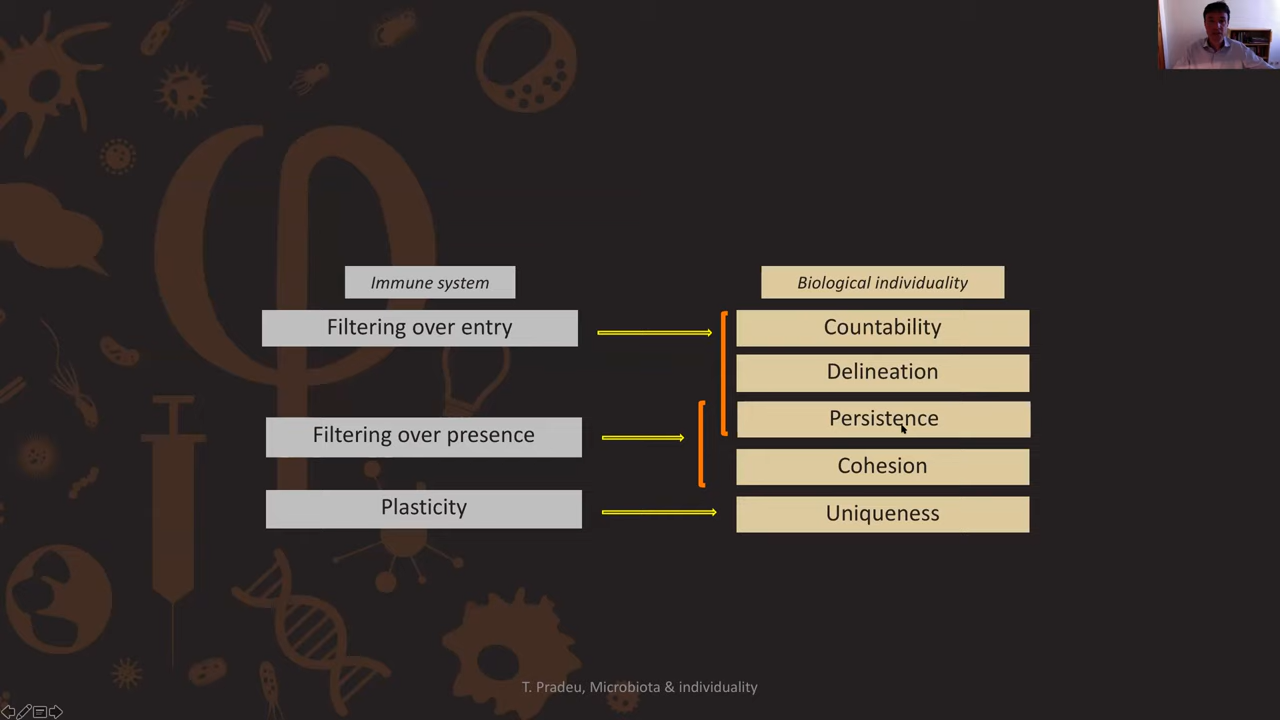 Immune system
Filtering over entry
Filtering over presence
Plasticity
Biological individuality
Countability
Delineation
Persistence
Cohesion
Uniqueness
T. Pradeu, Microbiota & individuality